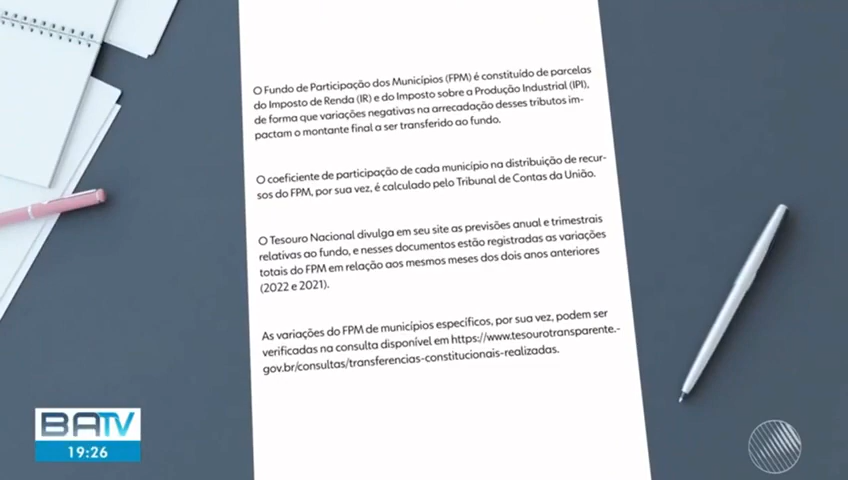 O Fundo de Participação dos Municípios (FPM) é constituído de parcelas
do Imposto de Renda (IR) e do Imposto sobre a Produção Industrial (IPI),
de forma que variações negativas na arrecadação desses tributos im-
pactam o montante final a ser transferido ao fundo.
O coeficiente de participação de cada município na distribuição de recur-
sos do FPM, por sua vez, é calculado pelo Tribunal de Contas da União.
O Tesouro Nacional divulga em seu site as previsões anual e trimestrais
relativas ao fundo, e nesses documentos estão registradas as variações
totais do FPM em relação aos mesmos meses dos dois anos anteriores
(2022 e 2021).
As variações do FPM de municípios específicos, por sua vez, podem ser
verificadas na consulta disponível em https://www.tesourotransparente.-
gov.br/consultas/transferencias-constitucionais-realizadas.
BATV
19:26